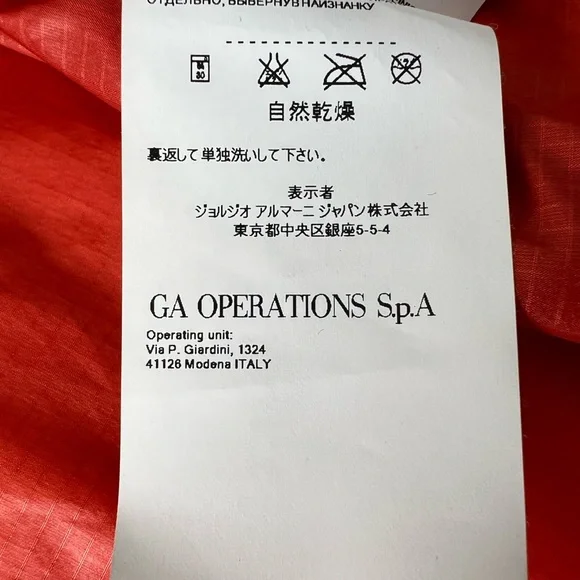 ОТДЕЛЬНО, ВЫВЕРНУВ НАИЗНАНКУ
30
自然乾燥
裏返して単独洗いして下さい。
表示者
ジョルジオ アルマーニ ジャパン株式会社
東京都中央区銀座5-5-4
GA OPERATIONS S.p.A
Operating unit:
Via P. Giardini, 1324
41126 Modena ITALY